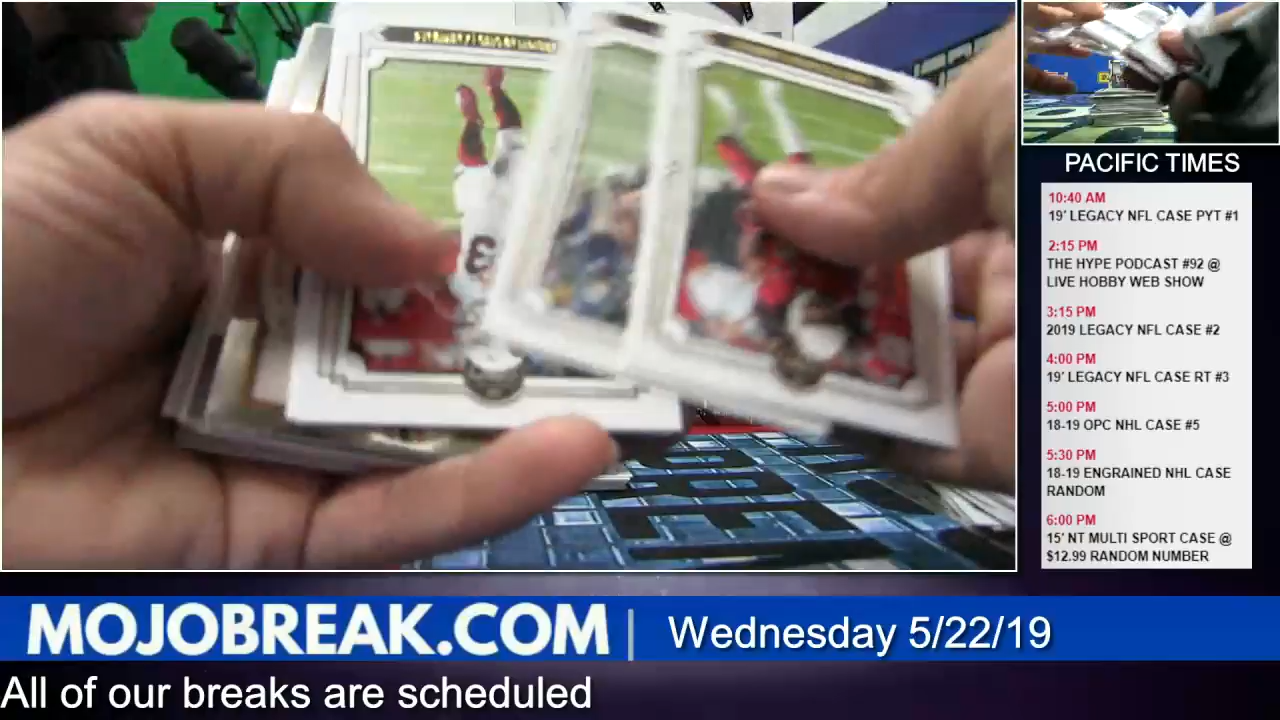 PACIFIC TIMES
10:40 AM
19' LEGACY NFL CASE PYT #1
2:15 PM
THE HYPE PODCAST #92 @
LIVE HOBBY WEB SHOW
3:15 PM
2019 LEGACY NFL CASE #2
4:00 PM
19' LEGACY NFL CASE RT #3
5:00 PM
18-19 OPC NHL CASE #5
5:30 PM
18-19 ENGRAINED NHL CASE
RANDOM
6:00 PM
15' NT MULTI SPORT CASE @
$12.99 RANDOM NUMBER
MOJOBREAK.COM | Wednesday 5/22/19
All of our breaks are scheduled